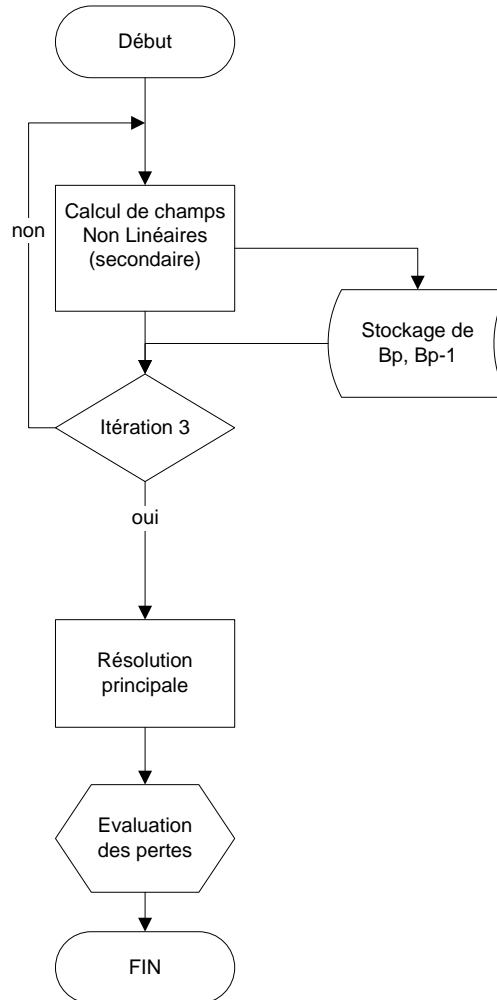 Début
Calcul de champs
Non Linéaires
(secondaire)
non
Stockage de
Bp, Bp-1
Itération 3
oui
Résolution
principale
Evaluation
des pertes
FIN